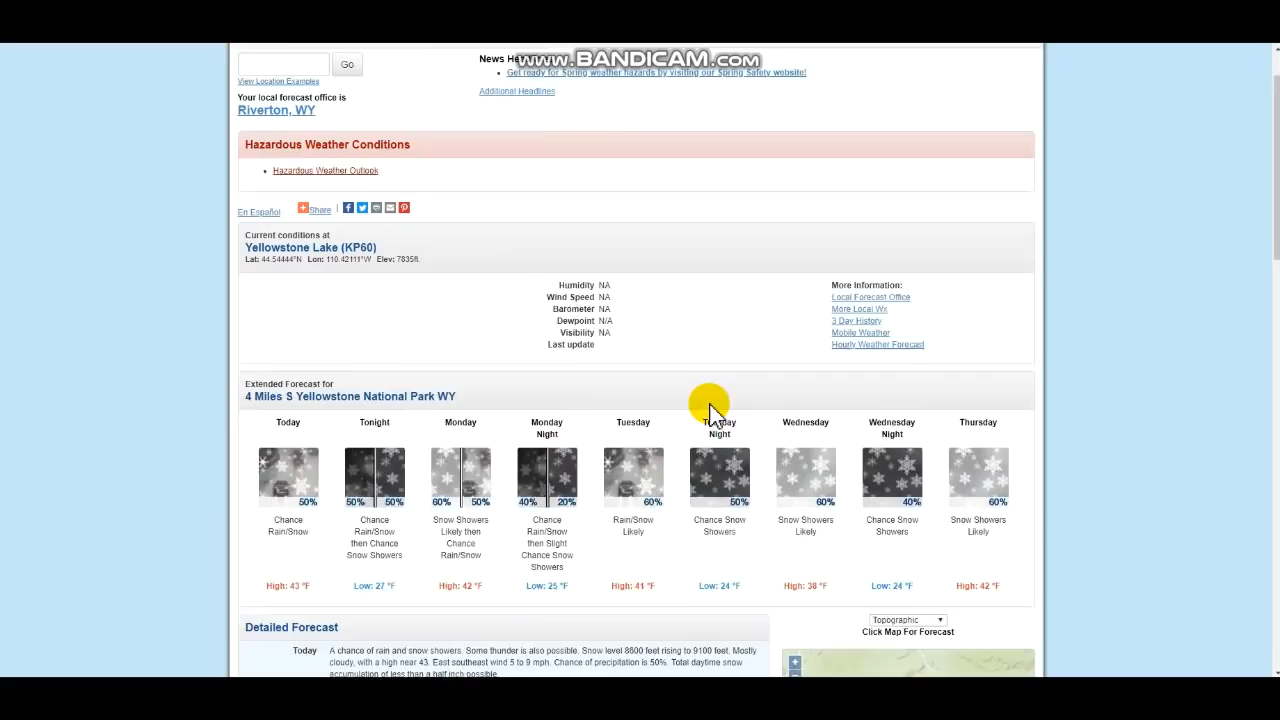 www.BANDICAM.com
Go
News
Get ready for Spring weather hazards by visiting our Spring Safety website!
View Location Examples
Additional Headlines
Your local forecast office is
Riverton, WY
Hazardous Weather Conditions
Hazardous Weather Outlook
En Español
Share
Current conditions at
Yellowstone Lake (KP60)
Lat: 44.54444°N Lon: 110.42111°W Elev: 7835ft.
Humidity NA
Wind Speed NA
Barometer NA
Dewpoint N/A
Visibility NA
Last update
More Information:
Local Forecast Office
More Local Wx
3 Day History
Mobile Weather
Hourly Weather Forecast
Extended Forecast for
4 Miles S Yellowstone National Park WY
Today
50%
Chance
Rain/Snow
High: 43 °F
Tonight
50% 50%
Chance
Rain/Snow
then Chance
Snow Showers
Low: 27 °F
Monday
60% 50%
Snow Showers
Likely then
Chance
Rain/Snow
High: 42 °F
Monday
Night
40% 20%
Chance
Rain/Snow
then Slight
Chance Snow
Showers
Low: 25 °F
Tuesday
60%
Rain/Snow
Likely
High: 41 °F
Night
50%
Chance Snow
Showers
Low: 24 °F
Wednesday
60%
Snow Showers
Likely
High: 38 °F
Wednesday
Night
40%
Chance Snow
Showers
Low: 24 °F
Thursday
60%
Snow Showers
Likely
High: 42 °F
Detailed Forecast
Today
A chance of rain and snow showers. Some thunder is also possible. Snow level 8600 feet rising to 9100 feet. Mostly
cloudy, with a high near 43. East southeast wind 5 to 9 mph. Chance of precipitation is 50%. Total daytime snow
accumulation of less than a half inch possible.
Topographic
Click Map For Forecast
+